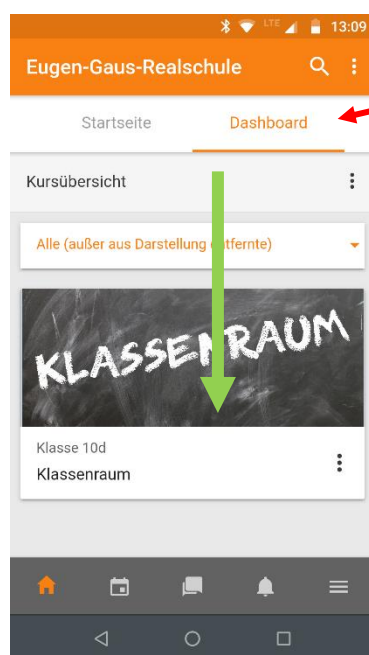 LTE 13:09
Eugen-Gaus-Realschule
Startseite Dashboard
Kursübersicht
Alle (außer aus Darstellung entfernte)
KLASSENRAUM
Klasse 10d
Klassenraum